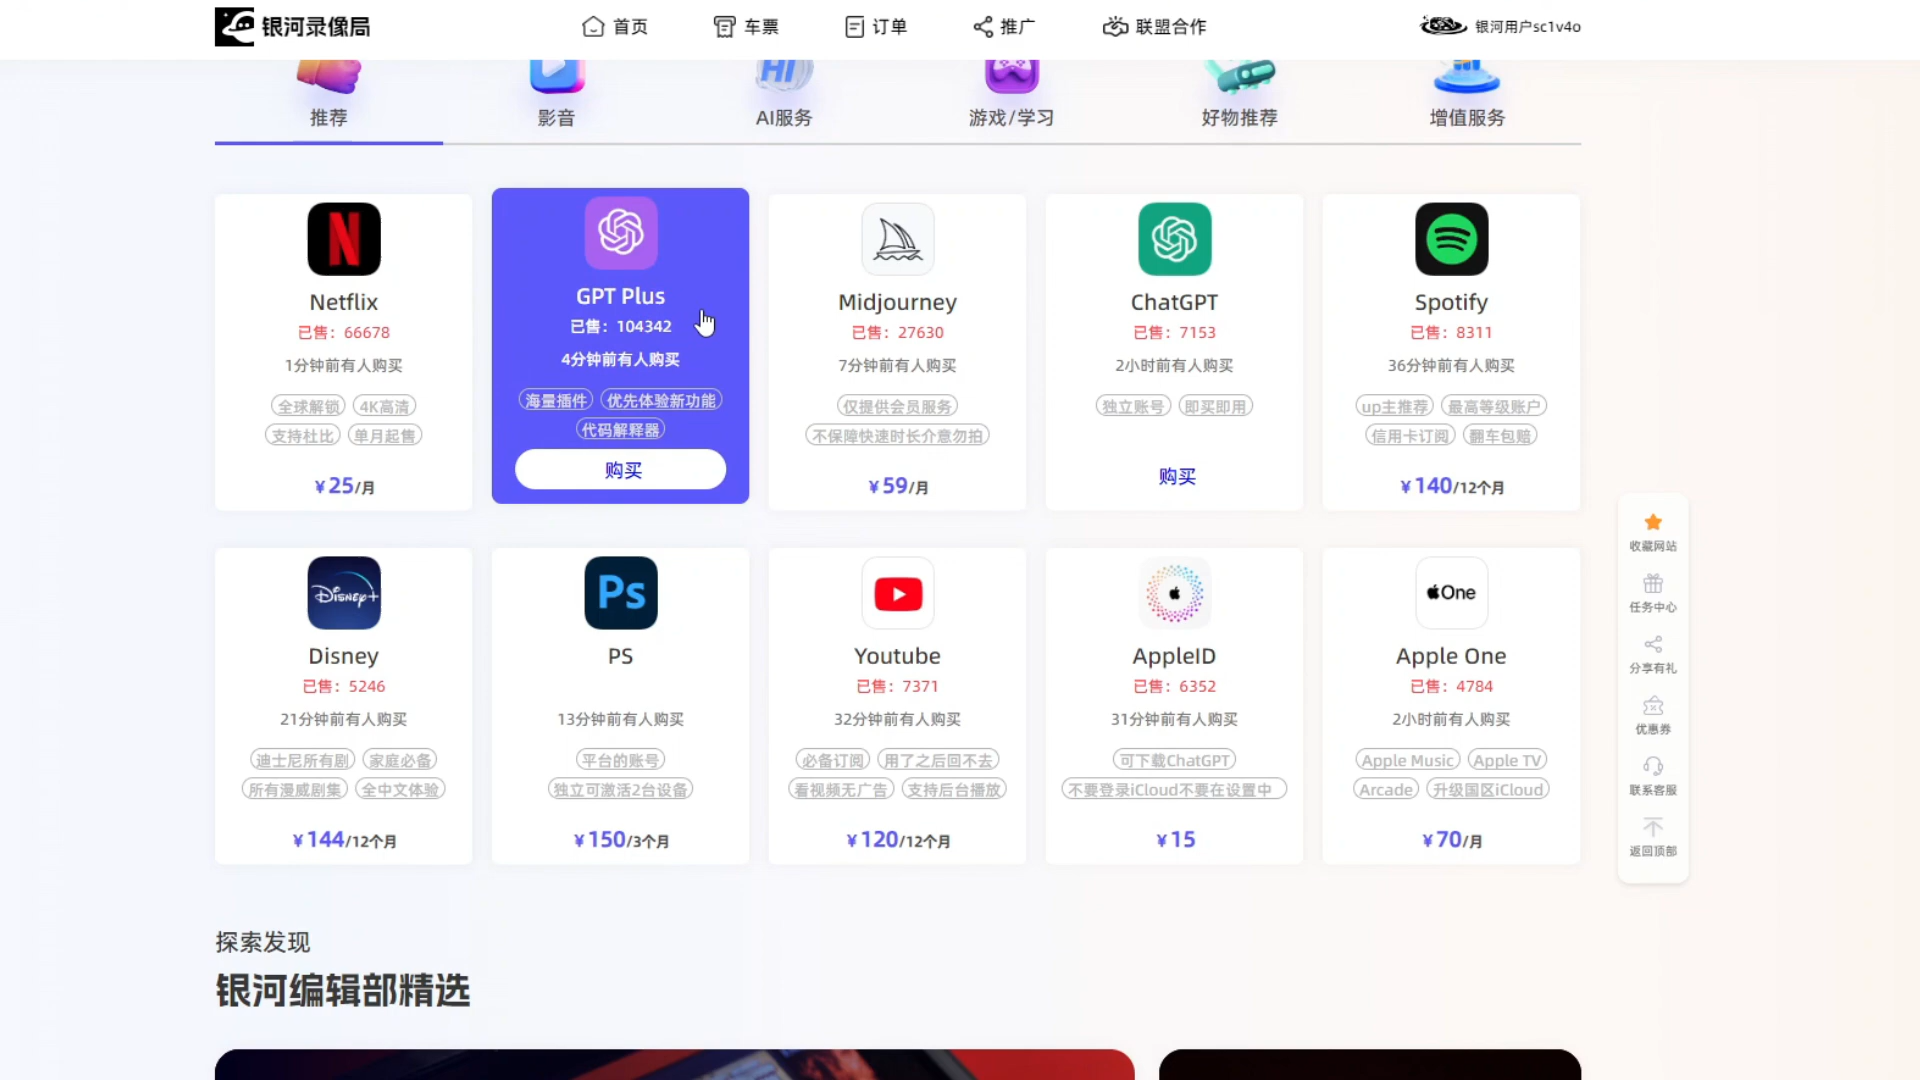 银河录像局
首页
车票
订单
推广
联盟合作
银河用户sc1v4o
HI
推荐
影音
AI服务
游戏/学习
好物推荐
增值服务
N
Netflix
已售：66678
1分钟前有人购买
全球解锁 4K高清
支持杜比 单月起售
¥25/月
GPT Plus
已售：104342
4分钟前有人购买
海量插件 优先体验新功能
代码解释器
购买
Midjourney
已售：27630
7分钟前有人购买
仅提供会员服务
不保障快速时长介意勿拍
¥59/月
ChatGPT
已售：7153
2小时前有人购买
独立账号 即买即用
购买
Spotify
已售：8311
36分钟前有人购买
up主推荐 最高等级账户
信用卡订阅 翻车包赔
¥140/12个月
Disney+
Disney
已售：5246
21分钟前有人购买
迪士尼所有剧 家庭必备
所有漫威剧集 全中文体验
¥144/12个月
Ps
PS
13分钟前有人购买
平台的账号
独立可激活2台设备
¥150/3个月
Youtube
已售：7371
32分钟前有人购买
必备订阅 用了之后回不去
看视频无广告 支持后台播放
¥120/12个月
AppleID
已售：6352
31分钟前有人购买
可下载ChatGPT
不要登录iCloud不要在设置中
¥15
One
Apple One
已售：4784
2小时前有人购买
Apple Music Apple TV
Arcade 升级国区iCloud
¥70/月
收藏网站
任务中心
分享有礼
优惠券
联系客服
返回顶部
探索发现
银河编辑部精选